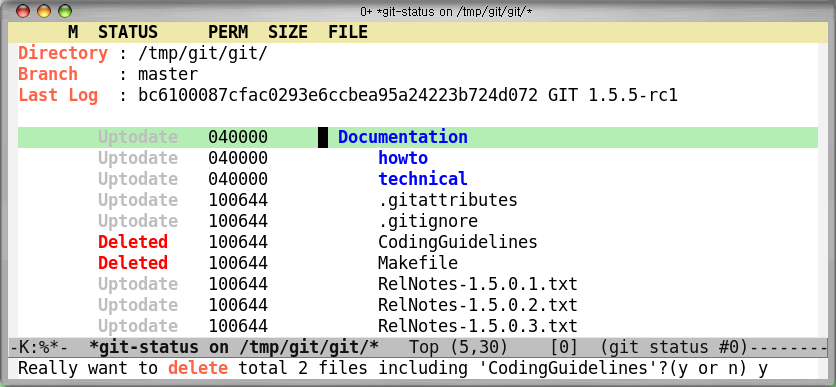 0+ *git-status on /tmp/git/git/*
M STATUS PERM SIZE FILE
Directory : /tmp/git/git/
Branch : master
Last Log : bc6100087cfac0293e6ccbea95a24223b724d072 GIT 1.5.5-rc1
Uptodate 040000 Documentation
Uptodate 040000 howto
Uptodate 040000 technical
Uptodate 100644 .gitattributes
Uptodate 100644 .gitignore
Deleted 100644 CodingGuidelines
Deleted 100644 Makefile
Uptodate 100644 RelNotes-1.5.0.1.txt
Uptodate 100644 RelNotes-1.5.0.2.txt
Uptodate 100644 RelNotes-1.5.0.3.txt
-K:%*- *git-status on /tmp/git/git/* Top (5,30) [0] (git status #0)--------
Really want to delete total 2 files including 'CodingGuidelines'?(y or n) y